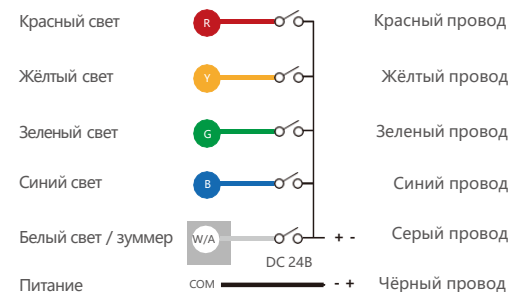 Красный свет R Красный провод
Жёлтый свет Y Жёлтый провод
Зеленый свет G Зеленый провод
Синий свет B Синий провод
Белый свет / зуммер W/A + - Серый провод
DC 24В
Питание COM - + Чёрный провод